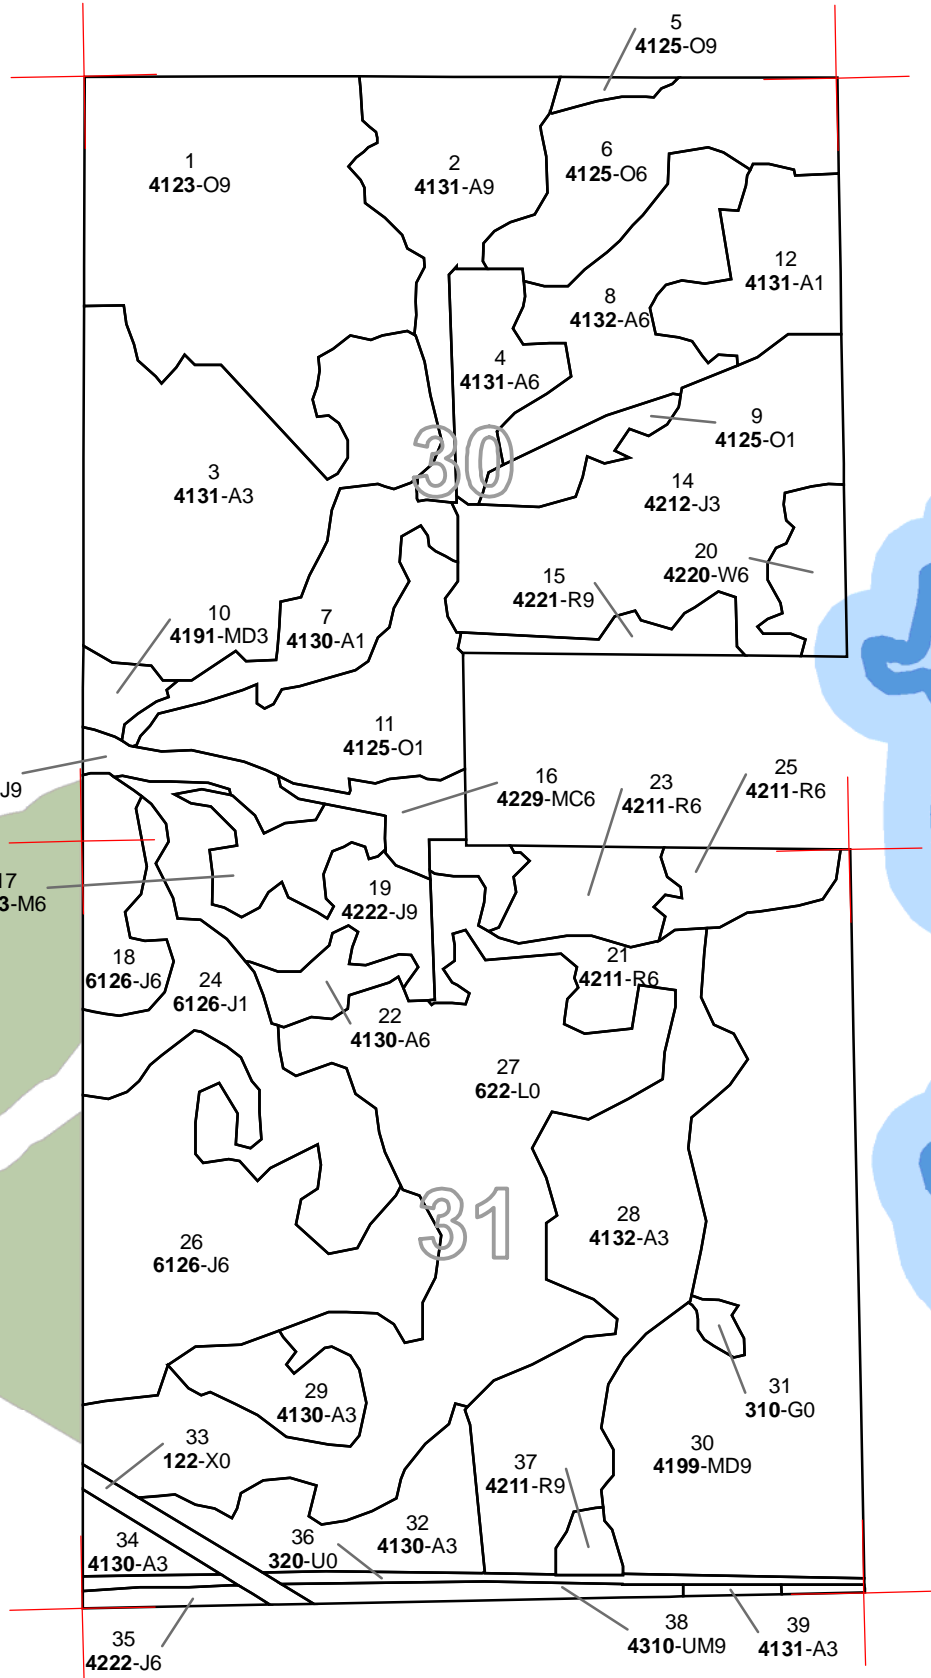 5
4125-O9
1
4123-O9
2
4131-A9
6
4125-O6
12
4131-A1
8
4132-A6
4
4131-A6
9
4125-O1
30
3
4131-A3
14
4212-J3
20
4220-W6
15
4221-R9
10
4191-MD3
7
4130-A1
11
4125-O1
J9
16
4229-MC6
23
4211-R6
25
4211-R6
17
3-M6
19
4222-J9
18
6126-J6
24
6126-J1
21
4211-R6
22
4130-A6
27
622-L0
31
28
4132-A3
26
6126-J6
29
4130-A3
31
310-G0
33
122-X0
30
4199-MD9
37
4211-R9
34
4130-A3
36
320-U0
32
4130-A3
35
4222-J6
38
4310-UM9
39
4131-A3